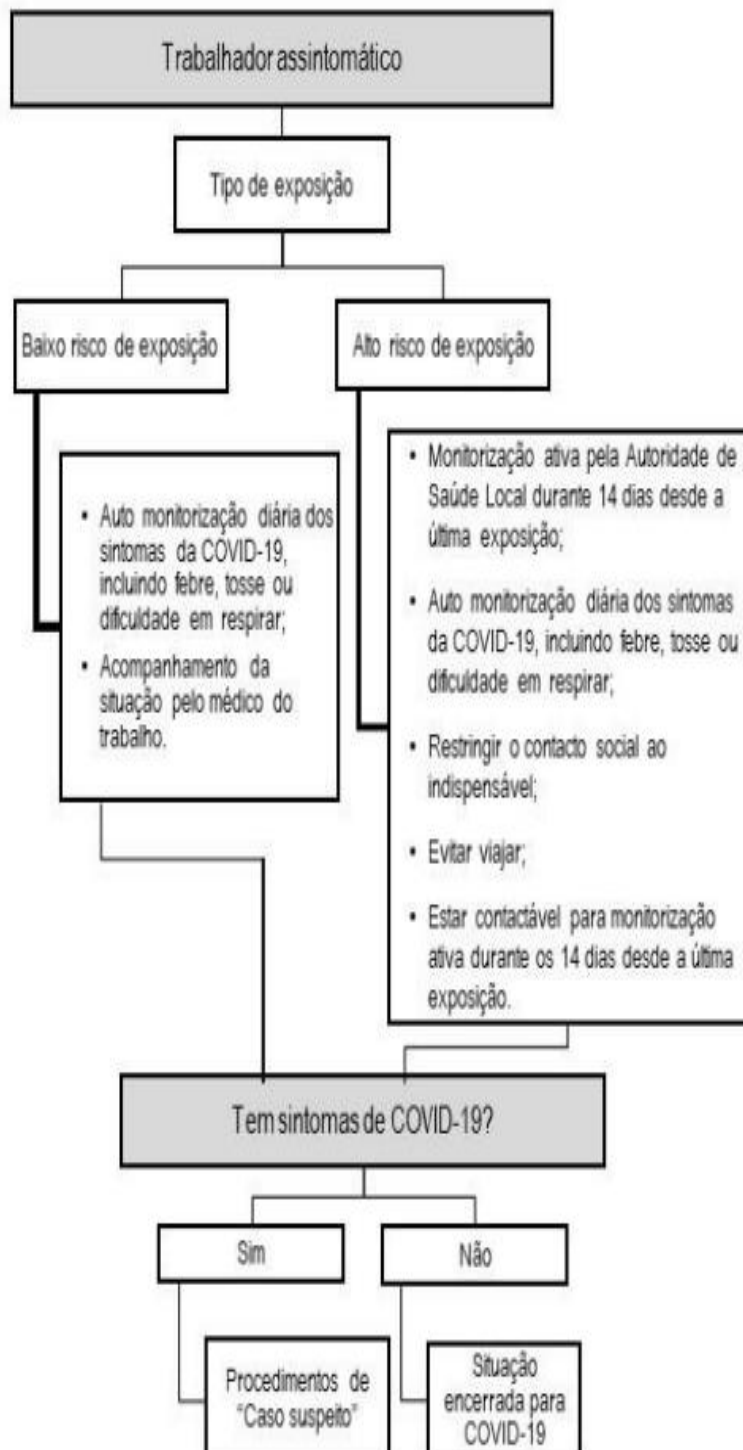 Trabalhador assintomático
Tipo de exposição
Baixo risco de exposição
Alto risco de exposição
• Auto monitorização diária dos
sintomas da COVID-19,
incluindo febre, tosse ou
dificuldade em respirar;
• Acompanhamento da
situação pelo médico do
trabalho.
• Monitorização ativa pela Autoridade de
Saúde Local durante 14 dias desde a
última exposição;
• Auto monitorização diária dos sintomas
da COVID-19, incluindo febre, tosse ou
dificuldade em respirar;
• Restringir o contacto social ao
indispensável;
• Evitar viajar;
• Estar contactável para monitorização
ativa durante os 14 dias desde a última
exposição.
Tem sintomas de COVID-19?
Sim
Não
Procedimentos de
“Caso suspeito”
Situação
encerrada para
COVID-19